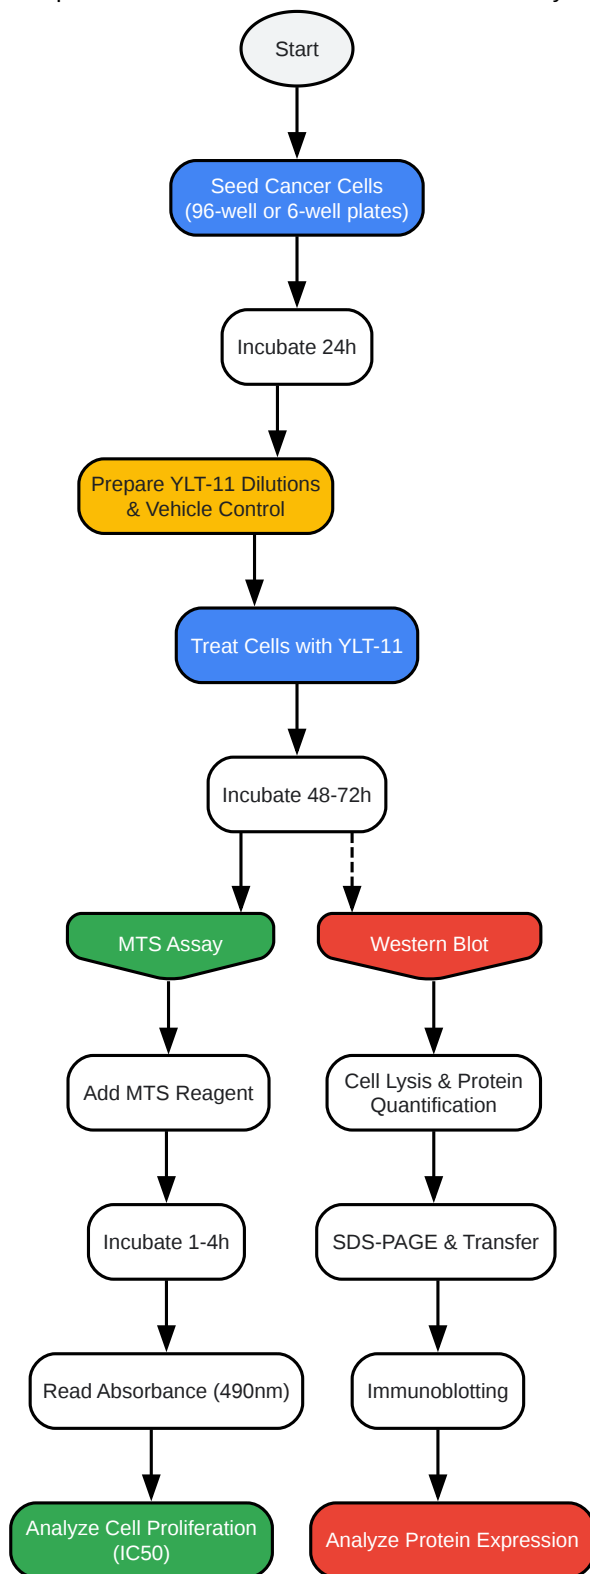 Start
Seed Cancer Cells
(96-well or 6-well plates)
Incubate 24h
Prepare YLT-11 Dilutions
& Vehicle Control
Treat Cells with YLT-11
Incubate 48-72h
MTS Assay
Western Blot
Add MTS Reagent
Cell Lysis & Protein
Quantification
Incubate 1-4h
SDS-PAGE & Transfer
Read Absorbance (490nm)
Immunoblotting
Analyze Cell Proliferation
(IC50)
Analyze Protein Expression